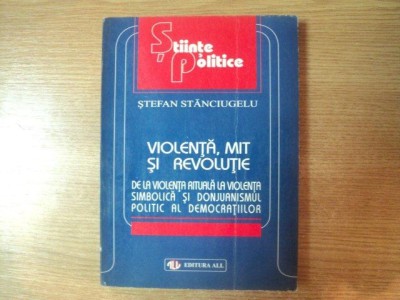 Științe
Politice
ȘTEFAN STĂNCIUGELU
VIOLENȚĂ, MIT
ȘI REVOLUȚIE
DE LA VIOLENȚA RITUALĂ LA VIOLENȚA
SIMBOLICĂ ȘI DONJUANISMUL
POLITIC AL DEMOCRAȚIILOR
EDITURA ALL